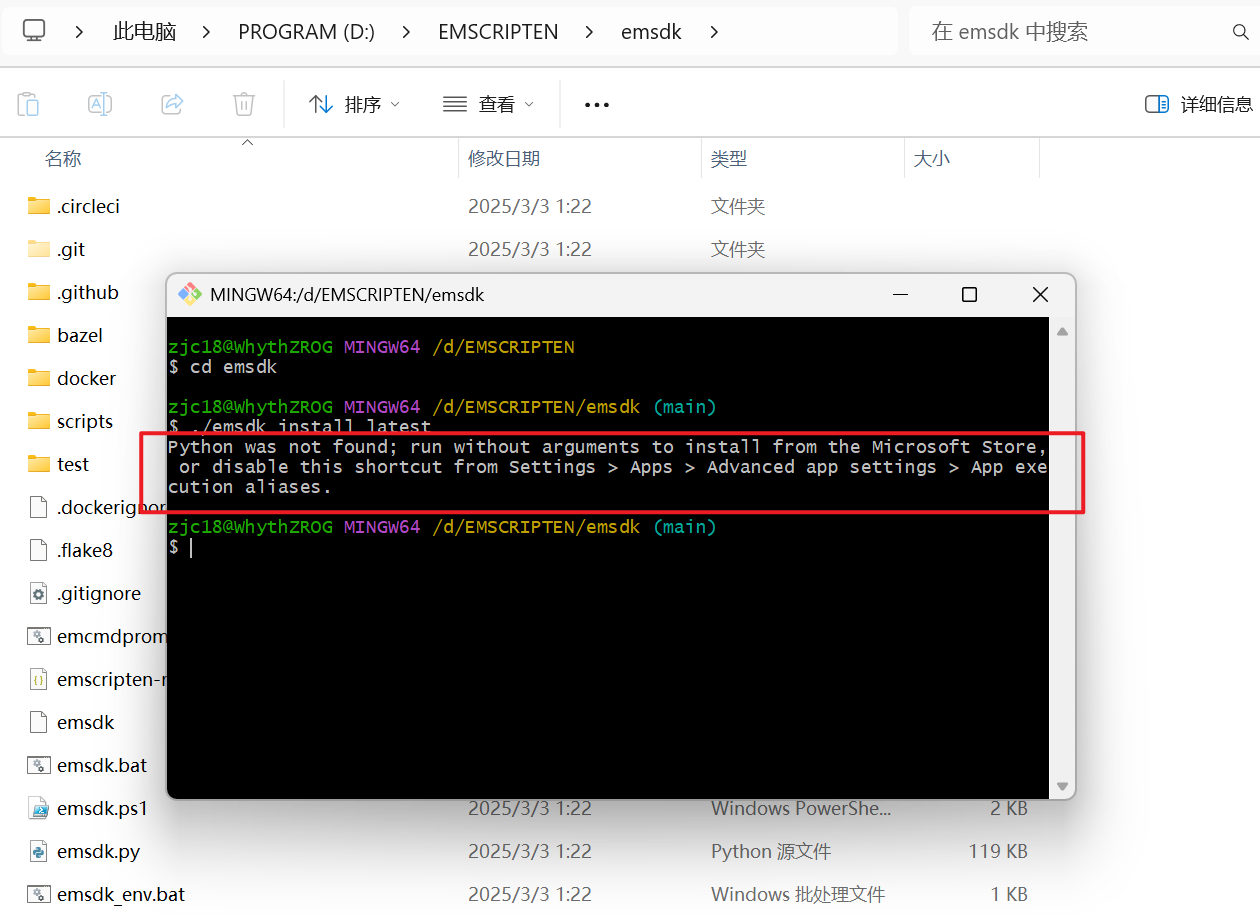 此电脑 PROGRAM (D:) EMSCRIPTEN emsdk 在 emsdk 中搜索
排序 查看 详细信息
名称 修改日期 类型 大小
.circleci 2025/3/3 1:22 文件夹
.git 2025/3/3 1:22 文件夹
.github
bazel
docker
scripts
test
.dockerignor
.flake8
.gitignore
emcmdprom
emscripten-r
emsdk
emsdk.bat
emsdk.ps1 2025/3/3 1:22 Windows PowerShe... 2 KB
emsdk.py 2025/3/3 1:22 Python 源文件 119 KB
emsdk_env.bat 2025/3/3 1:22 Windows 批处理文件 1 KB
MINGW64:/d/EMSCRIPTEN/emsdk
zjc18@WhythZROG MINGW64 /d/EMSCRIPTEN
$ cd emsdk
zjc18@WhythZROG MINGW64 /d/EMSCRIPTEN/emsdk (main)
$ ./emsdk install latest
Python was not found; run without arguments to install from the Microsoft Store,
or disable this shortcut from Settings > Apps > Advanced app settings > App exe
cution aliases.
zjc18@WhythZROG MINGW64 /d/EMSCRIPTEN/emsdk (main)
$